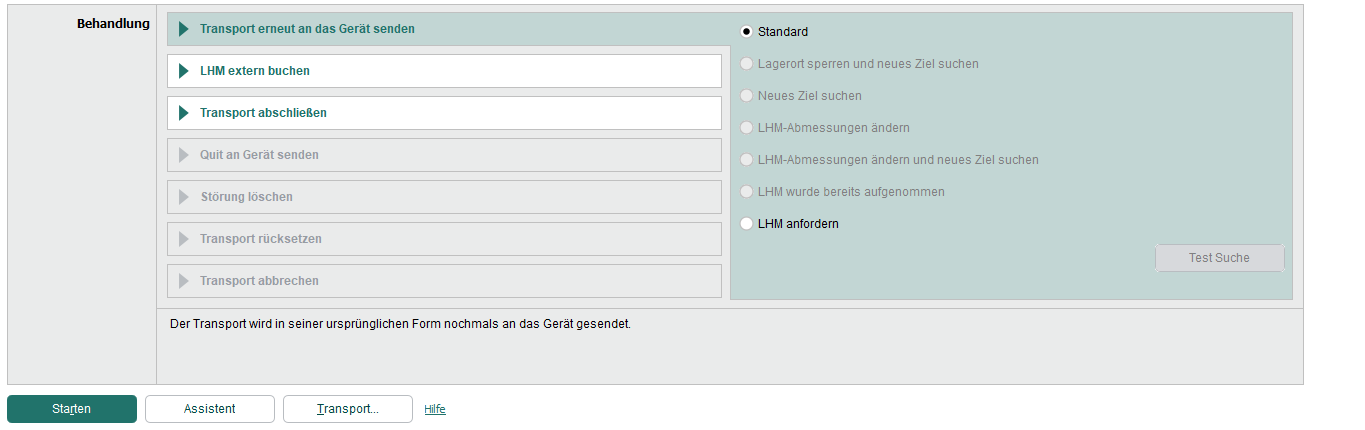 Behandlung
Transport erneut an das Gerät senden
LHM extern buchen
Transport abschließen
Quit an Gerät senden
Störung löschen
Transport rücksetzen
Transport abbrechen
Standard
Lagerort sperren und neues Ziel suchen
Neues Ziel suchen
LHM-Abmessungen ändern
LHM-Abmessungen ändern und neues Ziel suchen
LHM wurde bereits aufgenommen
LHM anfordern
Test Suche
Der Transport wird in seiner ursprünglichen Form nochmals an das Gerät gesendet.
Starten Assistent Transport... Hilfe